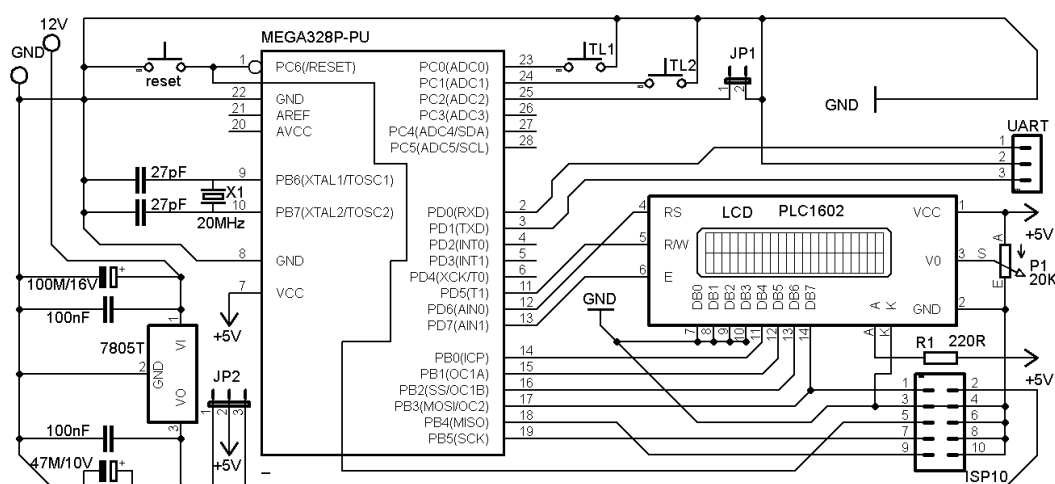 12V
GND
MEGA328P-PU
reset
1 PC6(/RESET)
22 GND
21 AREF
20 AVCC
27pF
9 PB6(XTAL1/TOSC1)
X1
27pF
10 PB7(XTAL2/TOSC2)
20MHz
8 GND
7 VCC
+5V
PC0(ADC0) 23
PC1(ADC1) 24
PC2(ADC2) 25
PC3(ADC3) 26
PC4(ADC4/SDA) 27
PC5(ADC5/SCL) 28
PD0(RXD) 2
PD1(TXD) 3
PD2(INT0) 4
PD3(INT1) 5
PD4(XCK/T0) 6
PD5(T1) 11
PD6(AIN0) 12
PD7(AIN1) 13
PB0(ICP) 14
PB1(OC1A) 15
PB2(SS/OC1B) 16
PB3(MOSI/OC2) 17
PB4(MISO) 18
PB5(SCK) 19
TL1
TL2
JP1
1 2
GND
UART
1
2
3
LCD PLC1602
4 RS
5 R/W
6 E
VCC 1
V0 3
GND 2
DB0 DB1 DB2 DB3 DB4 DB5 DB6 DB7
7 8 9 10 11 12 13 14
A K
A K
GND
+5V
A
S
E
P1
20K
R1 220R
+5V
1 2
3 4
5 6
7 8
9 10
ISP10
100M/16V +
100nF
7805T
1 VI
2 GND
3 VO
100nF
47M/10V +
JP2
1 2 3
+5V